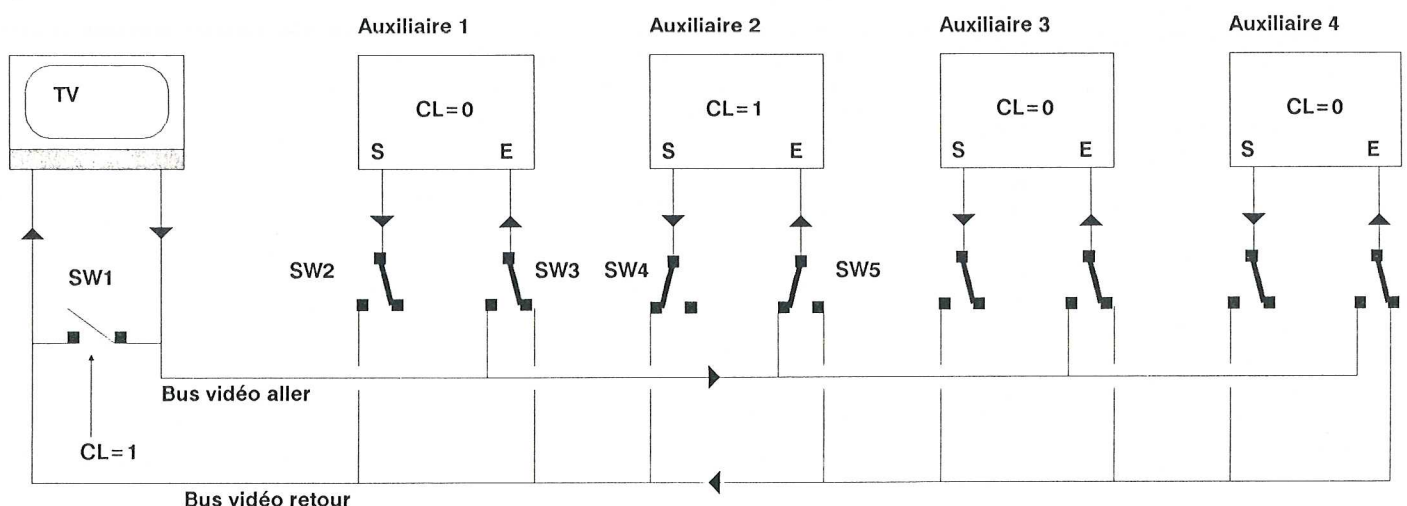 Auxiliaire 1
Auxiliaire 2
Auxiliaire 3
Auxiliaire 4
TV
CL=0
CL=1
CL=0
CL=0
S E
S E
S E
S E
SW1
SW2
SW3
SW4
SW5
Bus vidéo aller
CL=1
Bus vidéo retour